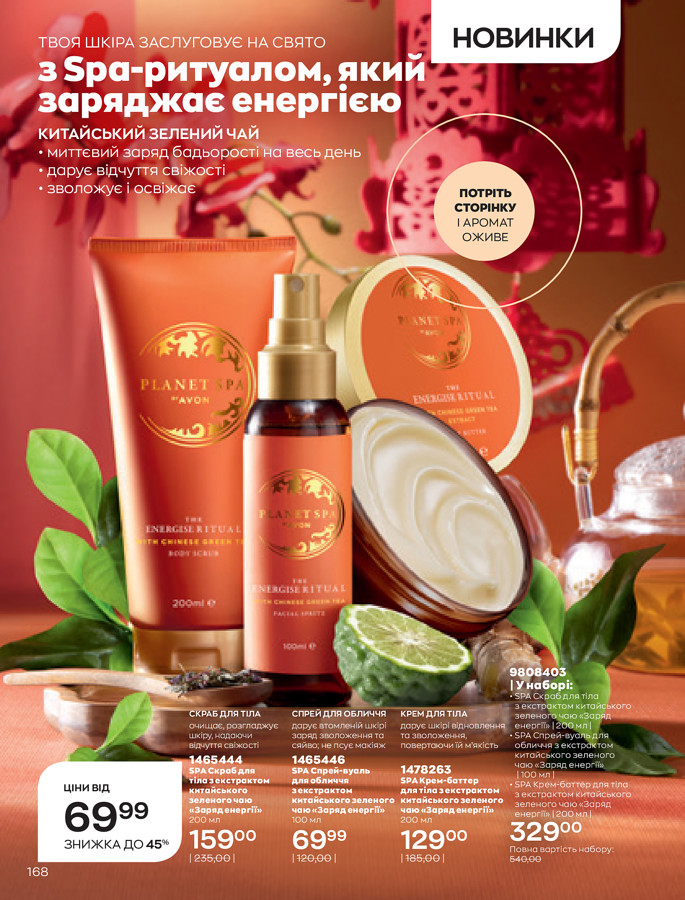 НОВИНКИ
ТВОЯ ШКІРА ЗАСЛУГОВУЄ НА СВЯТО
з Spa-ритуалом, який
заряджає енергією
КИТАЙСЬКИЙ ЗЕЛЕНИЙ ЧАЙ
• миттєвий заряд бадьорості на весь день
• дарує відчуття свіжості
• зволожує і освіжає
ПОТРІТЬ
СТОРІНКУ
І АРОМАТ
ОЖИВЕ
PLANET SPA
BY AVON
THE
ENERGISE RITUAL
WITH CHINESE GREEN TEA
BODY SCRUB
200ml e
PLANET SPA
BY AVON
THE
ENERGISE RITUAL
WITH CHINESE GREEN TEA
FACIAL SPRITZ
100ml e
PLANET SPA
THE
ENERGISE RITUAL
WITH CHINESE GREEN TEA
EXTRACT
BUTTER
СКРАБ ДЛЯ ТІЛА
очищає, розгладжує
шкіру, надаючи
відчуття свіжості
1465444
SPA Скраб для
тіла з екстрактом
китайського
зеленого чаю
«Заряд енергії»
200 мл
159⁰⁰
| 235,00 |
СПРЕЙ ДЛЯ ОБЛИЧЧЯ
дарує втомленій шкірі
заряд зволоження та
сяйво; не псує макіяж
1465446
SPA Спрей-вуаль
для обличчя
з екстрактом
китайського зеленого
чаю «Заряд енергії»
100 мл
69⁹⁹
| 120,00 |
КРЕМ ДЛЯ ТІЛА
дарує шкірі відновлення
та зволоження,
повертаючи їй м'якість
1478263
SPA Крем-баттер
для тіла з екстрактом
китайського зеленого
чаю «Заряд енергії»
200 мл
129⁰⁰
| 185,00 |
9808403
| У наборі:
• SPA Скраб для тіла
з екстрактом китайського
зеленого чаю «Заряд
енергії» | 200 мл |
• SPA Спрей-вуаль для
обличчя з екстрактом
китайського зеленого
чаю «Заряд енергії»
| 100 мл |
• SPA Крем-баттер для тіла
з екстрактом китайського
зеленого чаю «Заряд
енергії» | 200 мл |
329⁰⁰
Повна вартість набору:
540,00
ЦІНИ ВІД
69⁹⁹
ЗНИЖКА ДО 45%
168